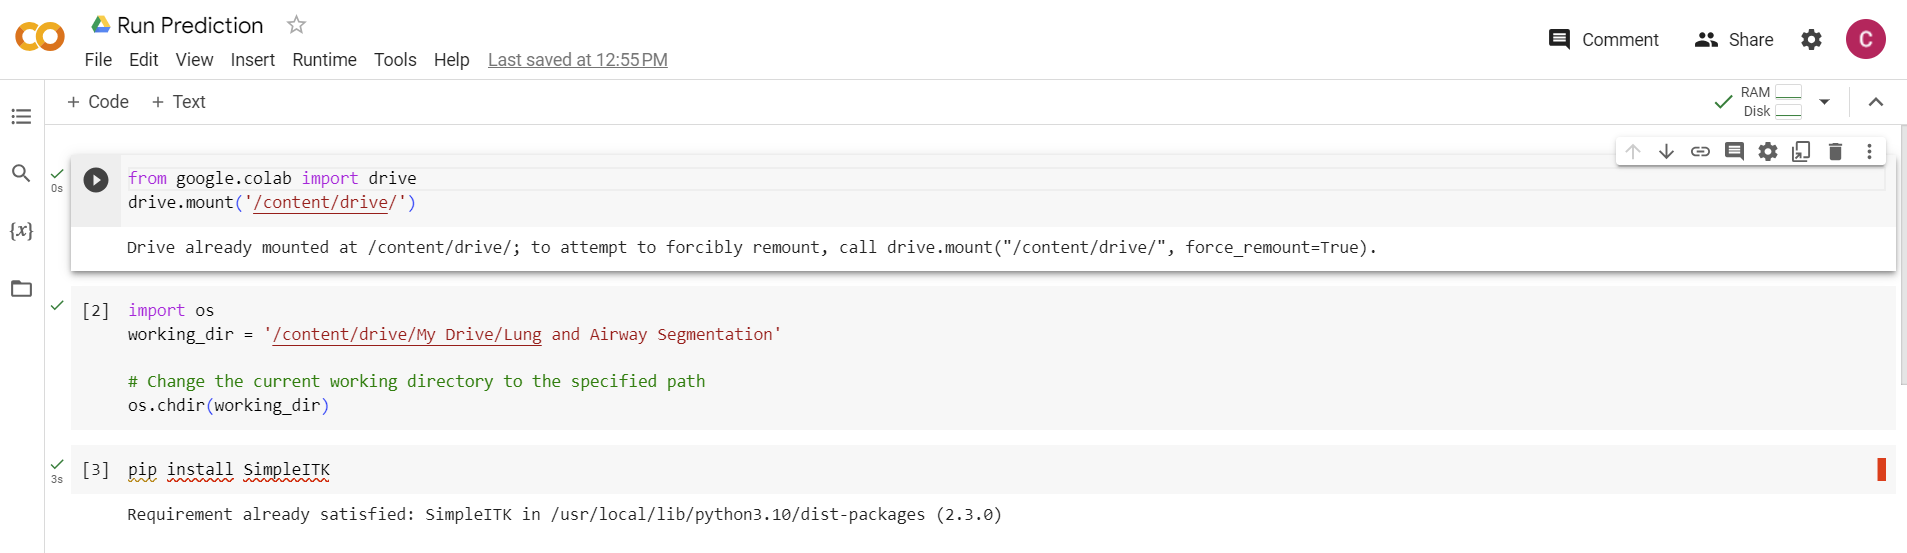 Run Prediction
File Edit View Insert Runtime Tools Help Last saved at 12:55 PM
Comment
Share
C
+ Code + Text
RAM
Disk
0s
from google.colab import drive
drive.mount('/content/drive/')
Drive already mounted at /content/drive/; to attempt to forcibly remount, call drive.mount("/content/drive/", force_remount=True).
{x}
[2] import os
working_dir = '/content/drive/My Drive/Lung and Airway Segmentation'
# Change the current working directory to the specified path
os.chdir(working_dir)
3s
[3] pip install SimpleITK
Requirement already satisfied: SimpleITK in /usr/local/lib/python3.10/dist-packages (2.3.0)